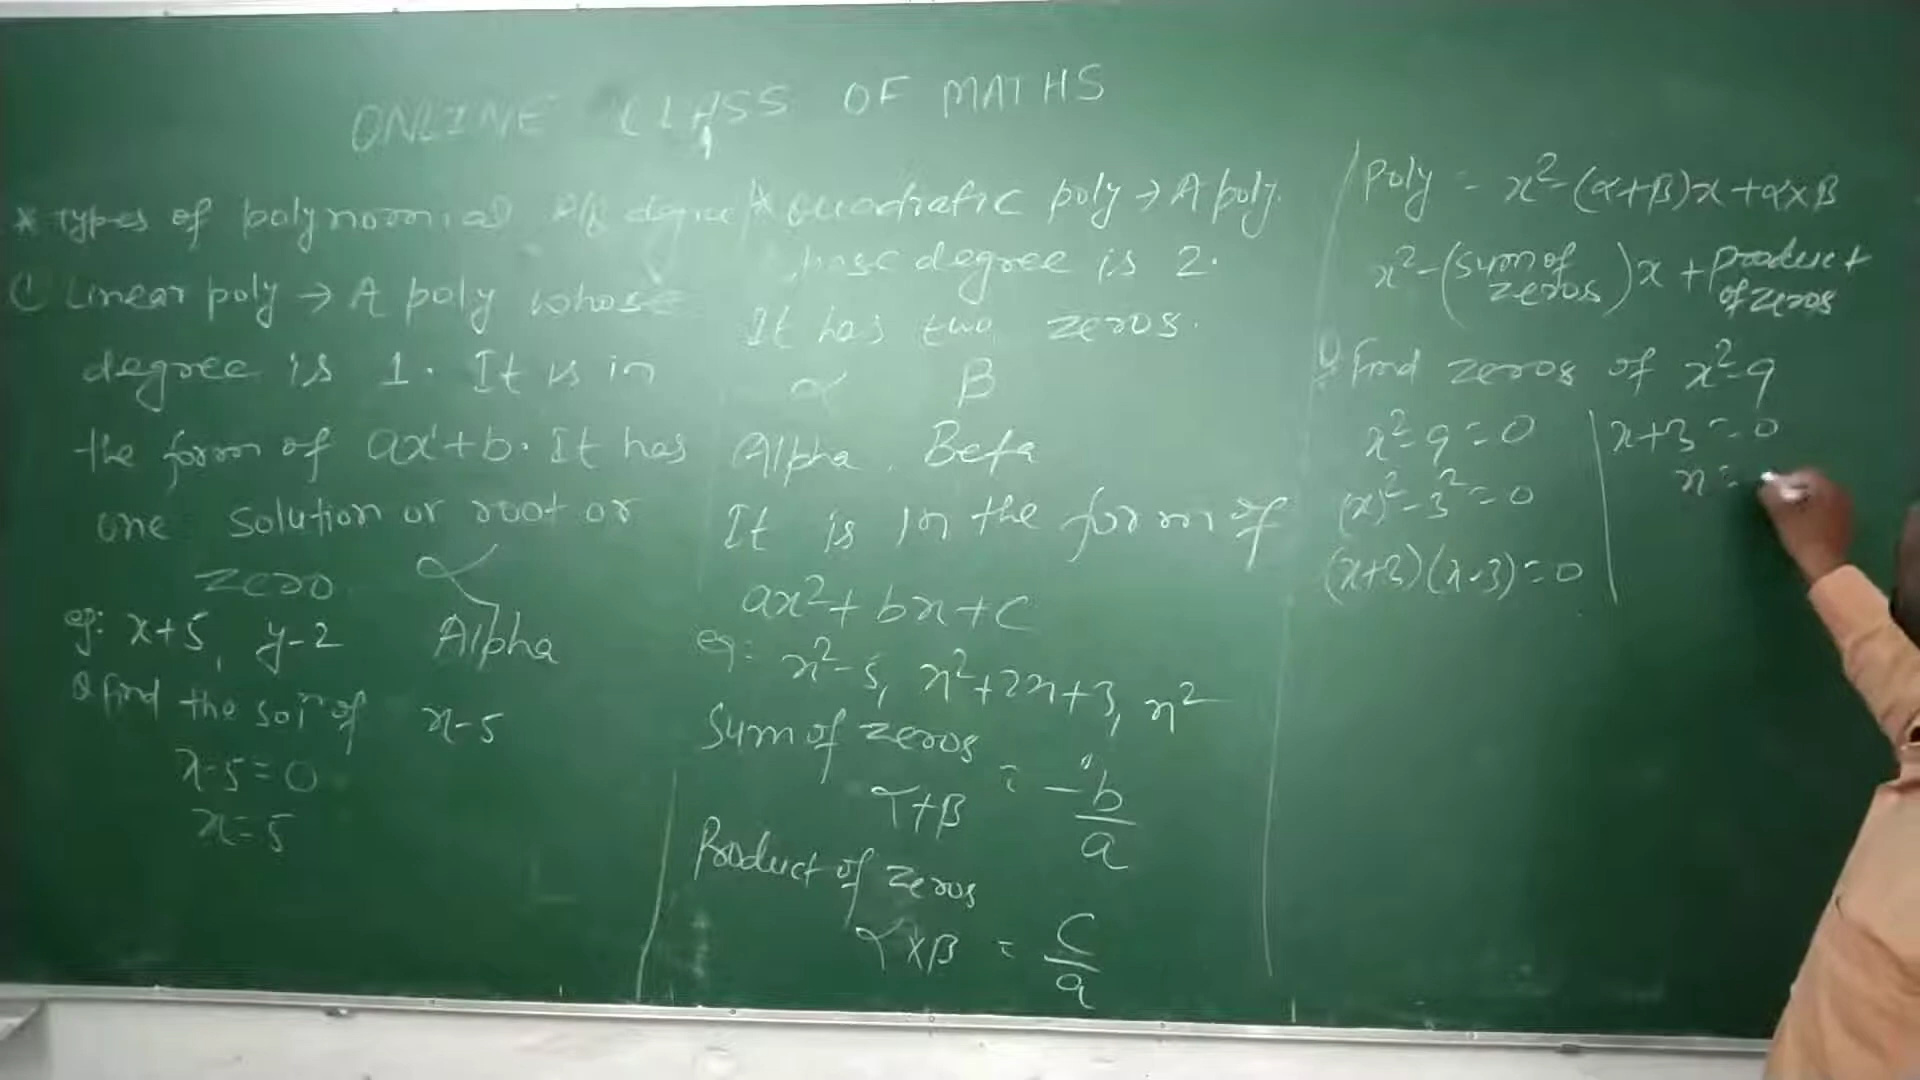 ONLINE CLASS OF MATHS
* Types of polynomial degree
Linear poly → A poly whose
degree is 1. It is in
the form of ax¹+b. It has
one solution or root or
zero α
eg: x+5, y-2 Alpha
Q find the solⁿ of x-5
x-5=0
x=5
* Quadratic poly → A poly.
degree is 2.
It has two zeros.
α β
Alpha, Beta
It is in the form of
ax²+bx+c
eg: x²-5, x²+2x+3, x²
Sum of zeros
α+β = -b/a
Product of zeros
α×β = c/a
Poly = x²-(α+β)x+α×β
x²-(sum of zeros)x + product of zeros
Q Find zeros of x²-9
x²-9=0
(x)²-3²=0
(x+3)(x-3)=0
x+3=0
x=